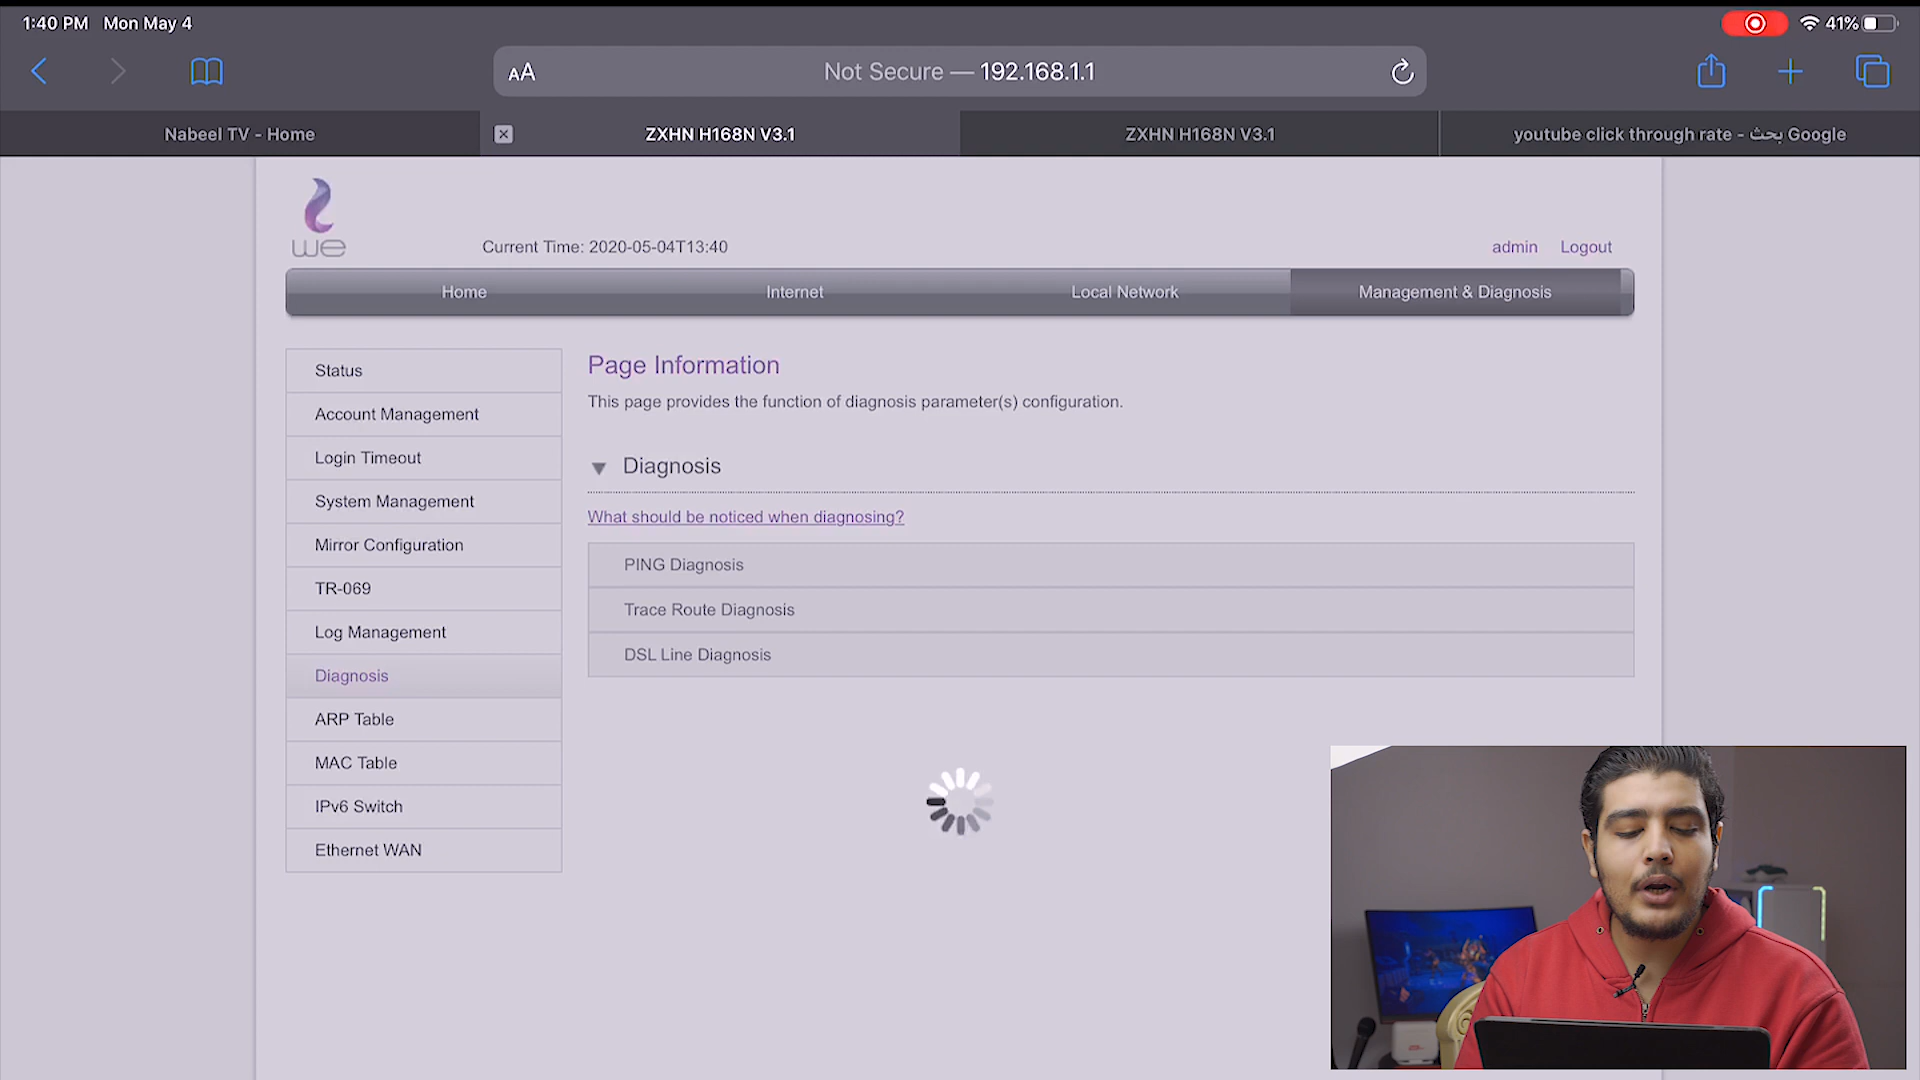 1:40 PM Mon May 4
41%
AA
Not Secure — 192.168.1.1
Nabeel TV - Home
ZXHN H168N V3.1
ZXHN H168N V3.1
youtube click through rate - بحث Google
we
Current Time: 2020-05-04T13:40
admin Logout
Home
Internet
Local Network
Management & Diagnosis
Status
Account Management
Login Timeout
System Management
Mirror Configuration
TR-069
Log Management
Diagnosis
ARP Table
MAC Table
IPv6 Switch
Ethernet WAN
Page Information
This page provides the function of diagnosis parameter(s) configuration.
Diagnosis
What should be noticed when diagnosing?
PING Diagnosis
Trace Route Diagnosis
DSL Line Diagnosis